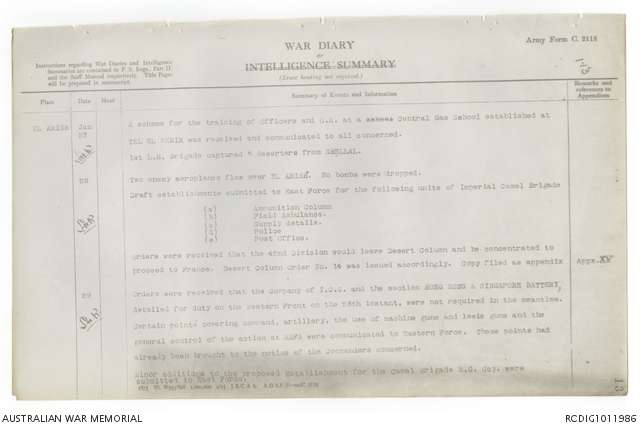 WAR DIARY
or
INTELLIGENCE SUMMARY
(Erase heading not required.)
Army Form C. 2118
Instructions regarding War Diaries and Intelligence
Summaries are contained in F. S. Regs., Part II
and the Staff Manual respectively. Title Pages
will be prepared in manuscript.
Place Date Hour Summary of Events and Information Remarks and references to Appendices
EL ARISH Jan 27 A scheme for the training of Officers and O.R. at a Central Gas School established at
TEL EL KEBIR was received and communicated to all concerned.
1st L.H. Brigade captured Deserters from SHELLAL.
28 Two enemy aeroplanes flew over EL ARISH. No bombs were dropped.
Draft establishments submitted to East Force for the following units of Imperial Camel Brigade
(a) Ammunition Column
(b) Field Ambulance.
(c) Supply details.
(d) Police
(e) Post Office.
Orders were received that the 42nd Division would leave Desert Column and be concentrated to
proceed to France. Desert Column Order No. 14 was issued accordingly. Copy filed as appendix Appx. XV
29 Orders were received that the Company of I.C.C. and the section HONG KONG & SINGAPORE BATTERY,
detailed for duty on the Western Front on the 28th instant, were not required in the meantime.
Certain points covering command, artillery, the use of machine guns and lewis guns and the
general control of the action at RAFA were communicated to Eastern Force. These points had
already been brought to the notice of the Commanders concerned.
Minor additions to the proposed establishment for the Camel Brigade M.G. Coy. were
submitted to East Force.
13
AUSTRALIAN WAR MEMORIAL
RCDIG1011986